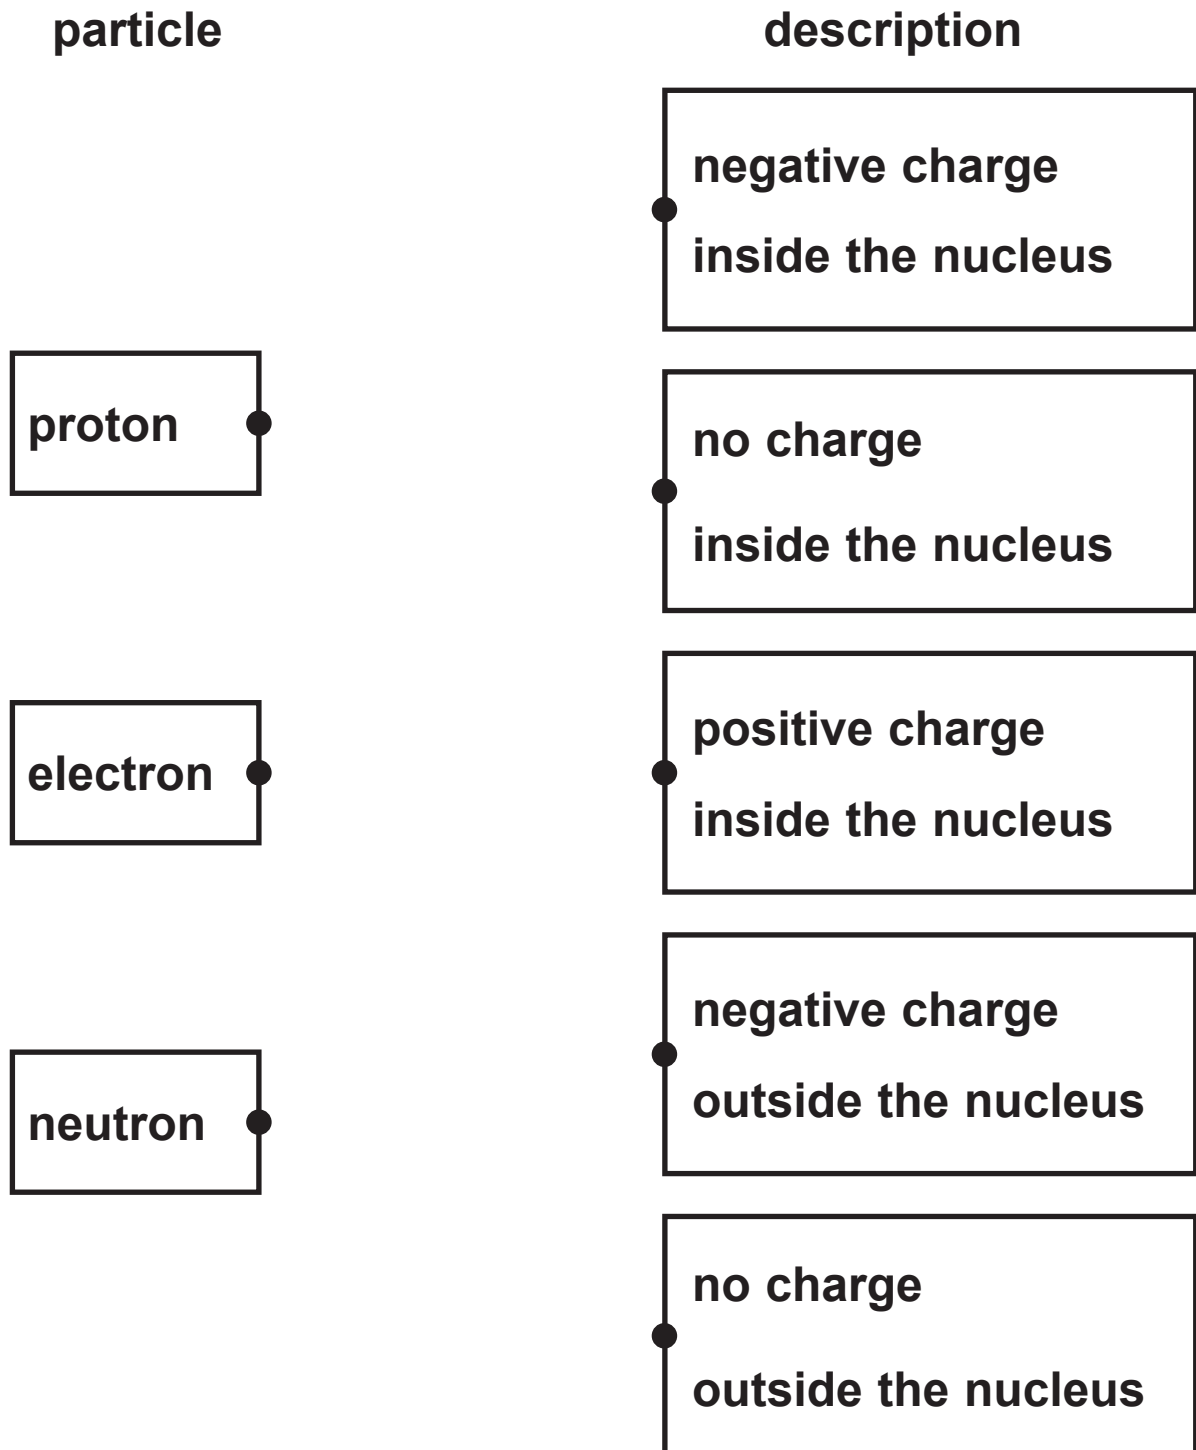 particle
description
negative charge
inside the nucleus
proton
no charge
inside the nucleus
electron
positive charge
inside the nucleus
neutron
negative charge
outside the nucleus
no charge
outside the nucleus